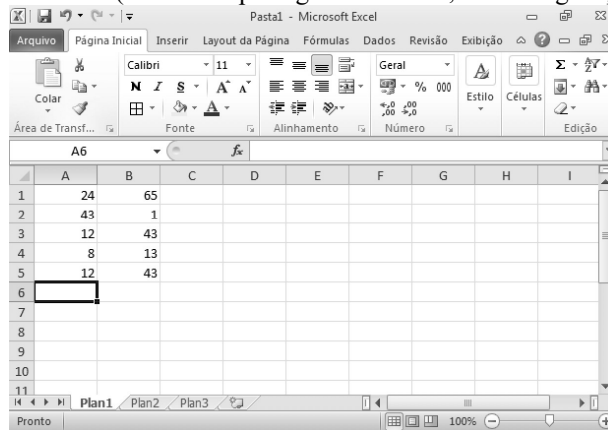 Pasta1 - Microsoft Excel
Arquivo Página Inicial Inserir Layout da Página Fórmulas Dados Revisão Exibição
Calibri 11 Geral
N I S A A % 000
Colar A Estilo Células
Área de Transf... Fonte Alinhamento Número Edição
A6 fx
A B C D E F G H I
1 24 65
2 43 1
3 12 43
4 8 13
5 12 43
6
7
8
9
10
11
Plan1 Plan2 Plan3
Pronto 100%